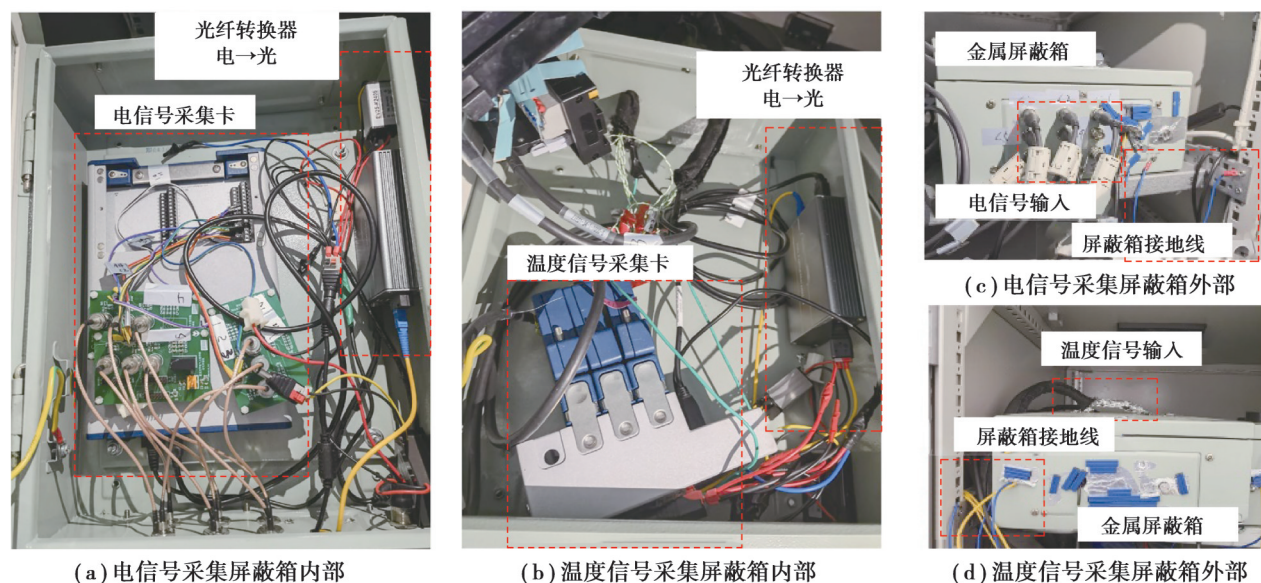 光纤转换器
电→光
电信号采集卡
(a)电信号采集屏蔽箱内部
光纤转换器
电→光
温度信号采集卡
(b)温度信号采集屏蔽箱内部
金属屏蔽箱
电信号输入
屏蔽箱接地线
(c)电信号采集屏蔽箱外部
温度信号输入
屏蔽箱接地线
金属屏蔽箱
(d)温度信号采集屏蔽箱外部